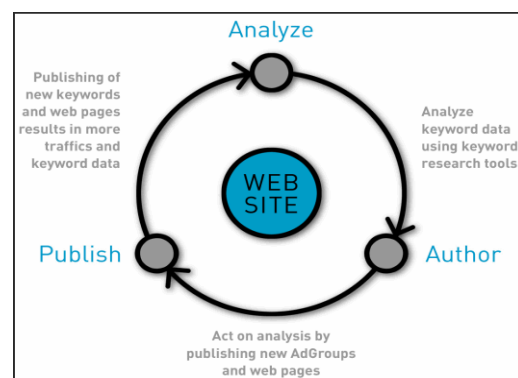 Analyze
Publishing of
new keywords
and web pages
results in more
traffics and
keyword data
Analyze
keyword data
using keyword
research tools
WEB
SITE
Publish
Author
Act on analysis by
publishing new AdGroups
and web pages